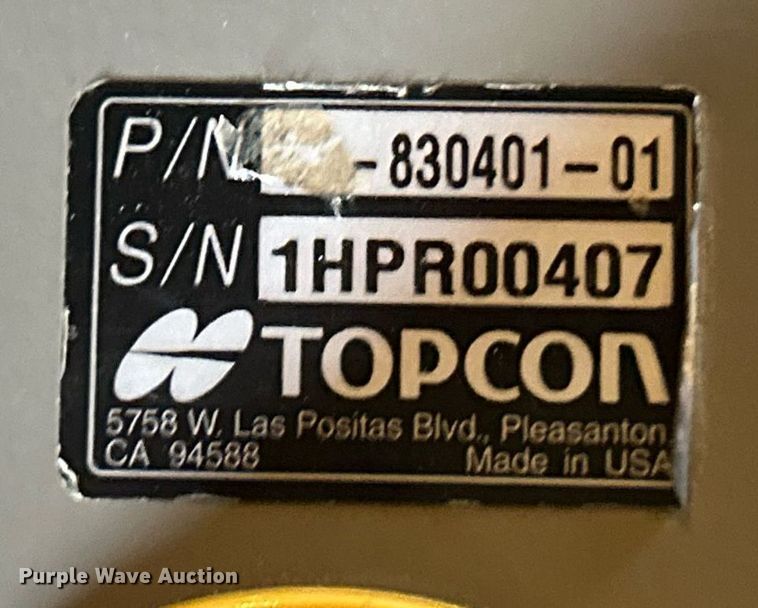 P/N -830401-01
S/N 1HPR00407
TOPCON
5758 W. Las Positas Blvd., Pleasanton
CA 94588 Made in USA
Purple Wave Auction